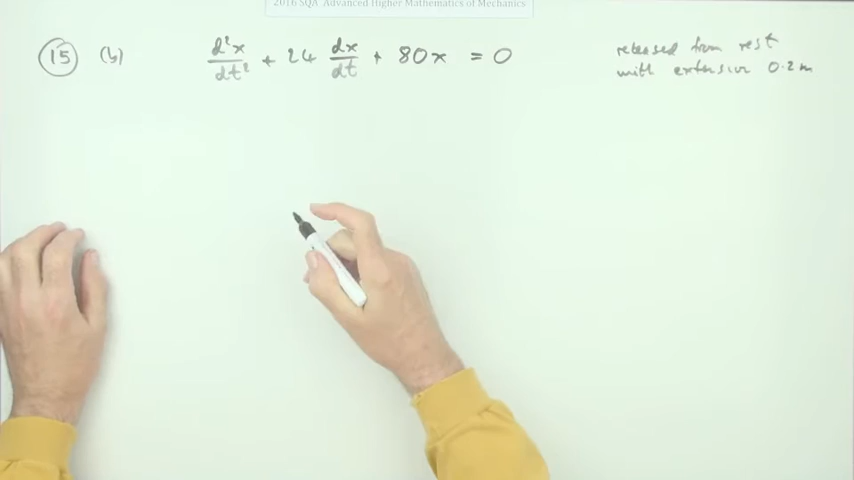 2016 SQA Advanced Higher Mathematics of Mechanics
15 (b) d²x/dt² + 24 dx/dt + 80x = 0
released from rest
with extension 0.2 m